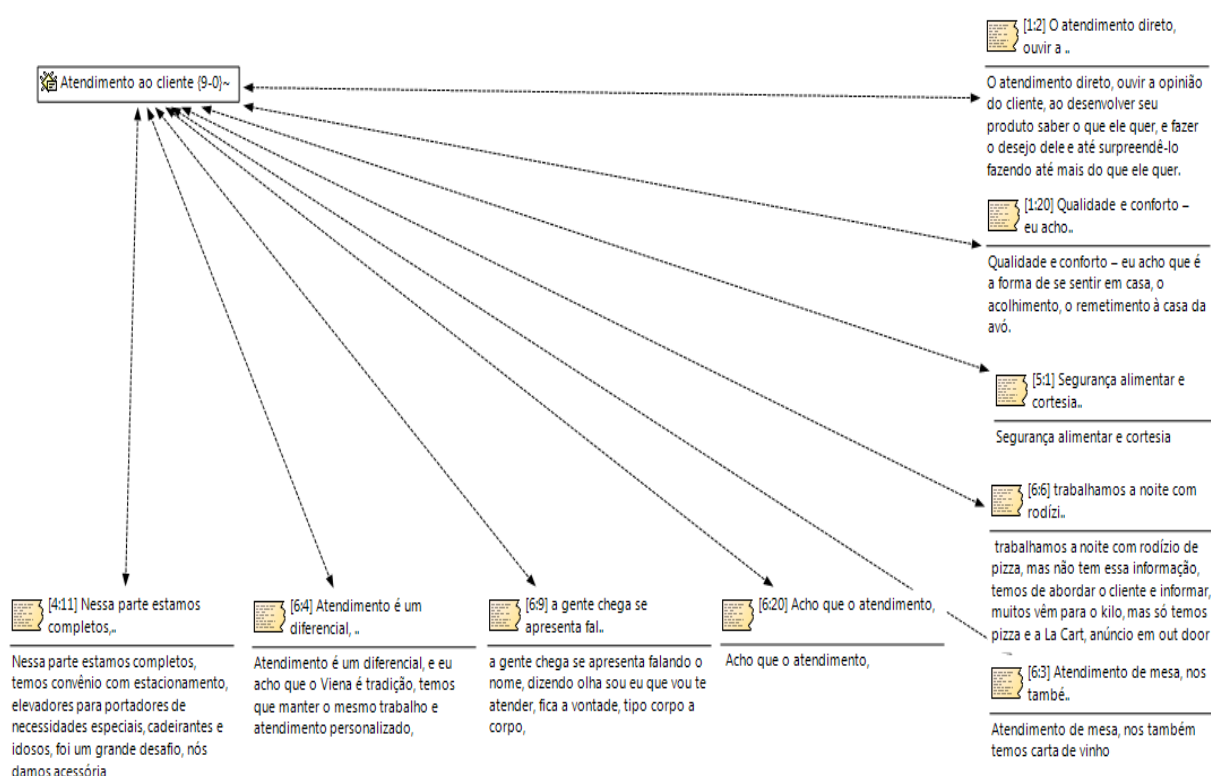 Atendimento ao cliente {9-0}~
[1:2] O atendimento direto,
ouvir a ..
O atendimento direto, ouvir a opinião
do cliente, ao desenvolver seu
produto saber o que ele quer, e fazer
o desejo dele e até surpreendê-lo
fazendo até mais do que ele quer.
[1:20] Qualidade e conforto –
eu acho..
Qualidade e conforto – eu acho que é
a forma de se sentir em casa, o
acolhimento, o remetimento à casa da
avó.
[5:1] Segurança alimentar e
cortesia..
Segurança alimentar e cortesia
[6:6] trabalhamos a noite com
rodízi..
trabalhamos a noite com rodízio de
pizza, mas não tem essa informação,
temos de abordar o cliente e informar,
muitos vêm para o kilo, mas só temos
pizza e a La Cart, anúncio em out door
[6:3] Atendimento de mesa, nos
també..
Atendimento de mesa, nos também
temos carta de vinho
[4:11] Nessa parte estamos
completos,..
Nessa parte estamos completos,
temos convênio com estacionamento,
elevadores para portadores de
necessidades especiais, cadeirantes e
idosos, foi um grande desafio, nós
damos acessória
[6:4] Atendimento é um
diferencial, ..
Atendimento é um diferencial, e eu
acho que o Viena é tradição, temos
que manter o mesmo trabalho e
atendimento personalizado,
[6:9] a gente chega se
apresenta fal..
a gente chega se apresenta falando o
nome, dizendo olha sou eu que vou te
atender, fica a vontade, tipo corpo a
corpo,
[6:20] Acho que o atendimento,
Acho que o atendimento,